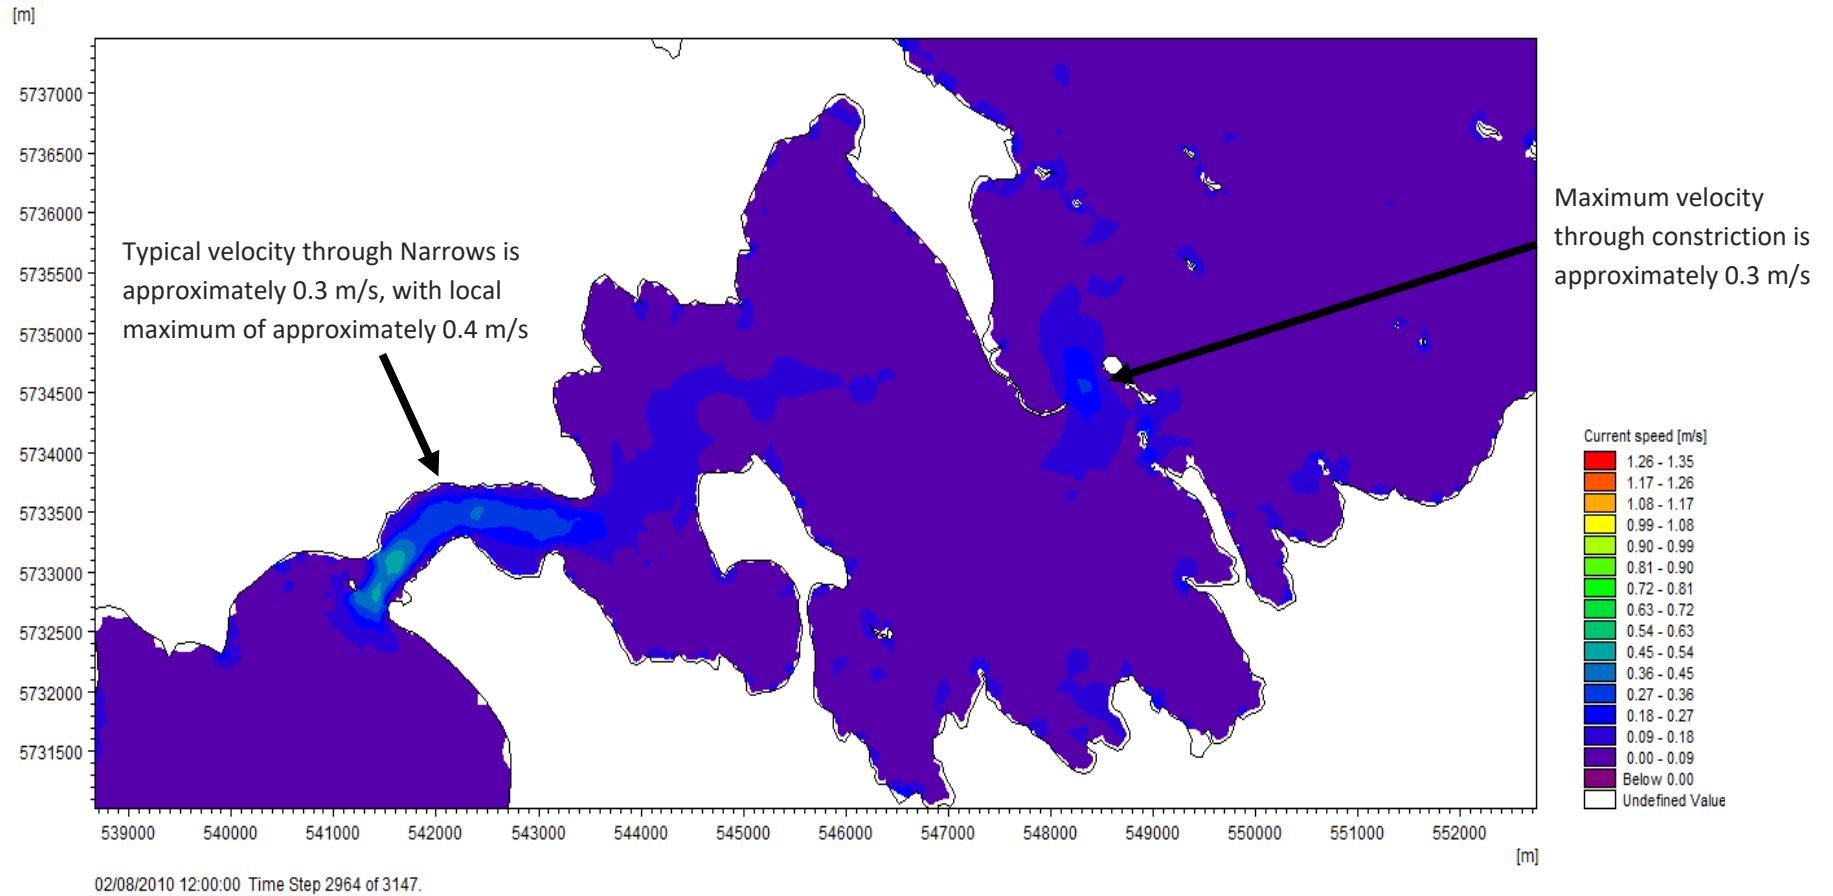 [m]
5737000
5736500
5736000
5735500
5735000
5734500
5734000
5733500
5733000
5732500
5732000
5731500
Typical velocity through Narrows is
approximately 0.3 m/s, with local
maximum of approximately 0.4 m/s
Maximum velocity
through constriction is
approximately 0.3 m/s
Current speed [m/s]
1.26 - 1.35
1.17 - 1.26
1.08 - 1.17
0.99 - 1.08
0.90 - 0.99
0.81 - 0.90
0.72 - 0.81
0.63 - 0.72
0.54 - 0.63
0.45 - 0.54
0.36 - 0.45
0.27 - 0.36
0.18 - 0.27
0.09 - 0.18
0.00 - 0.09
Below 0.00
Undefined Value
539000 540000 541000 542000 543000 544000 545000 546000 547000 548000 549000 550000 551000 552000
[m]
02/08/2010 12:00:00 Time Step 2964 of 3147.